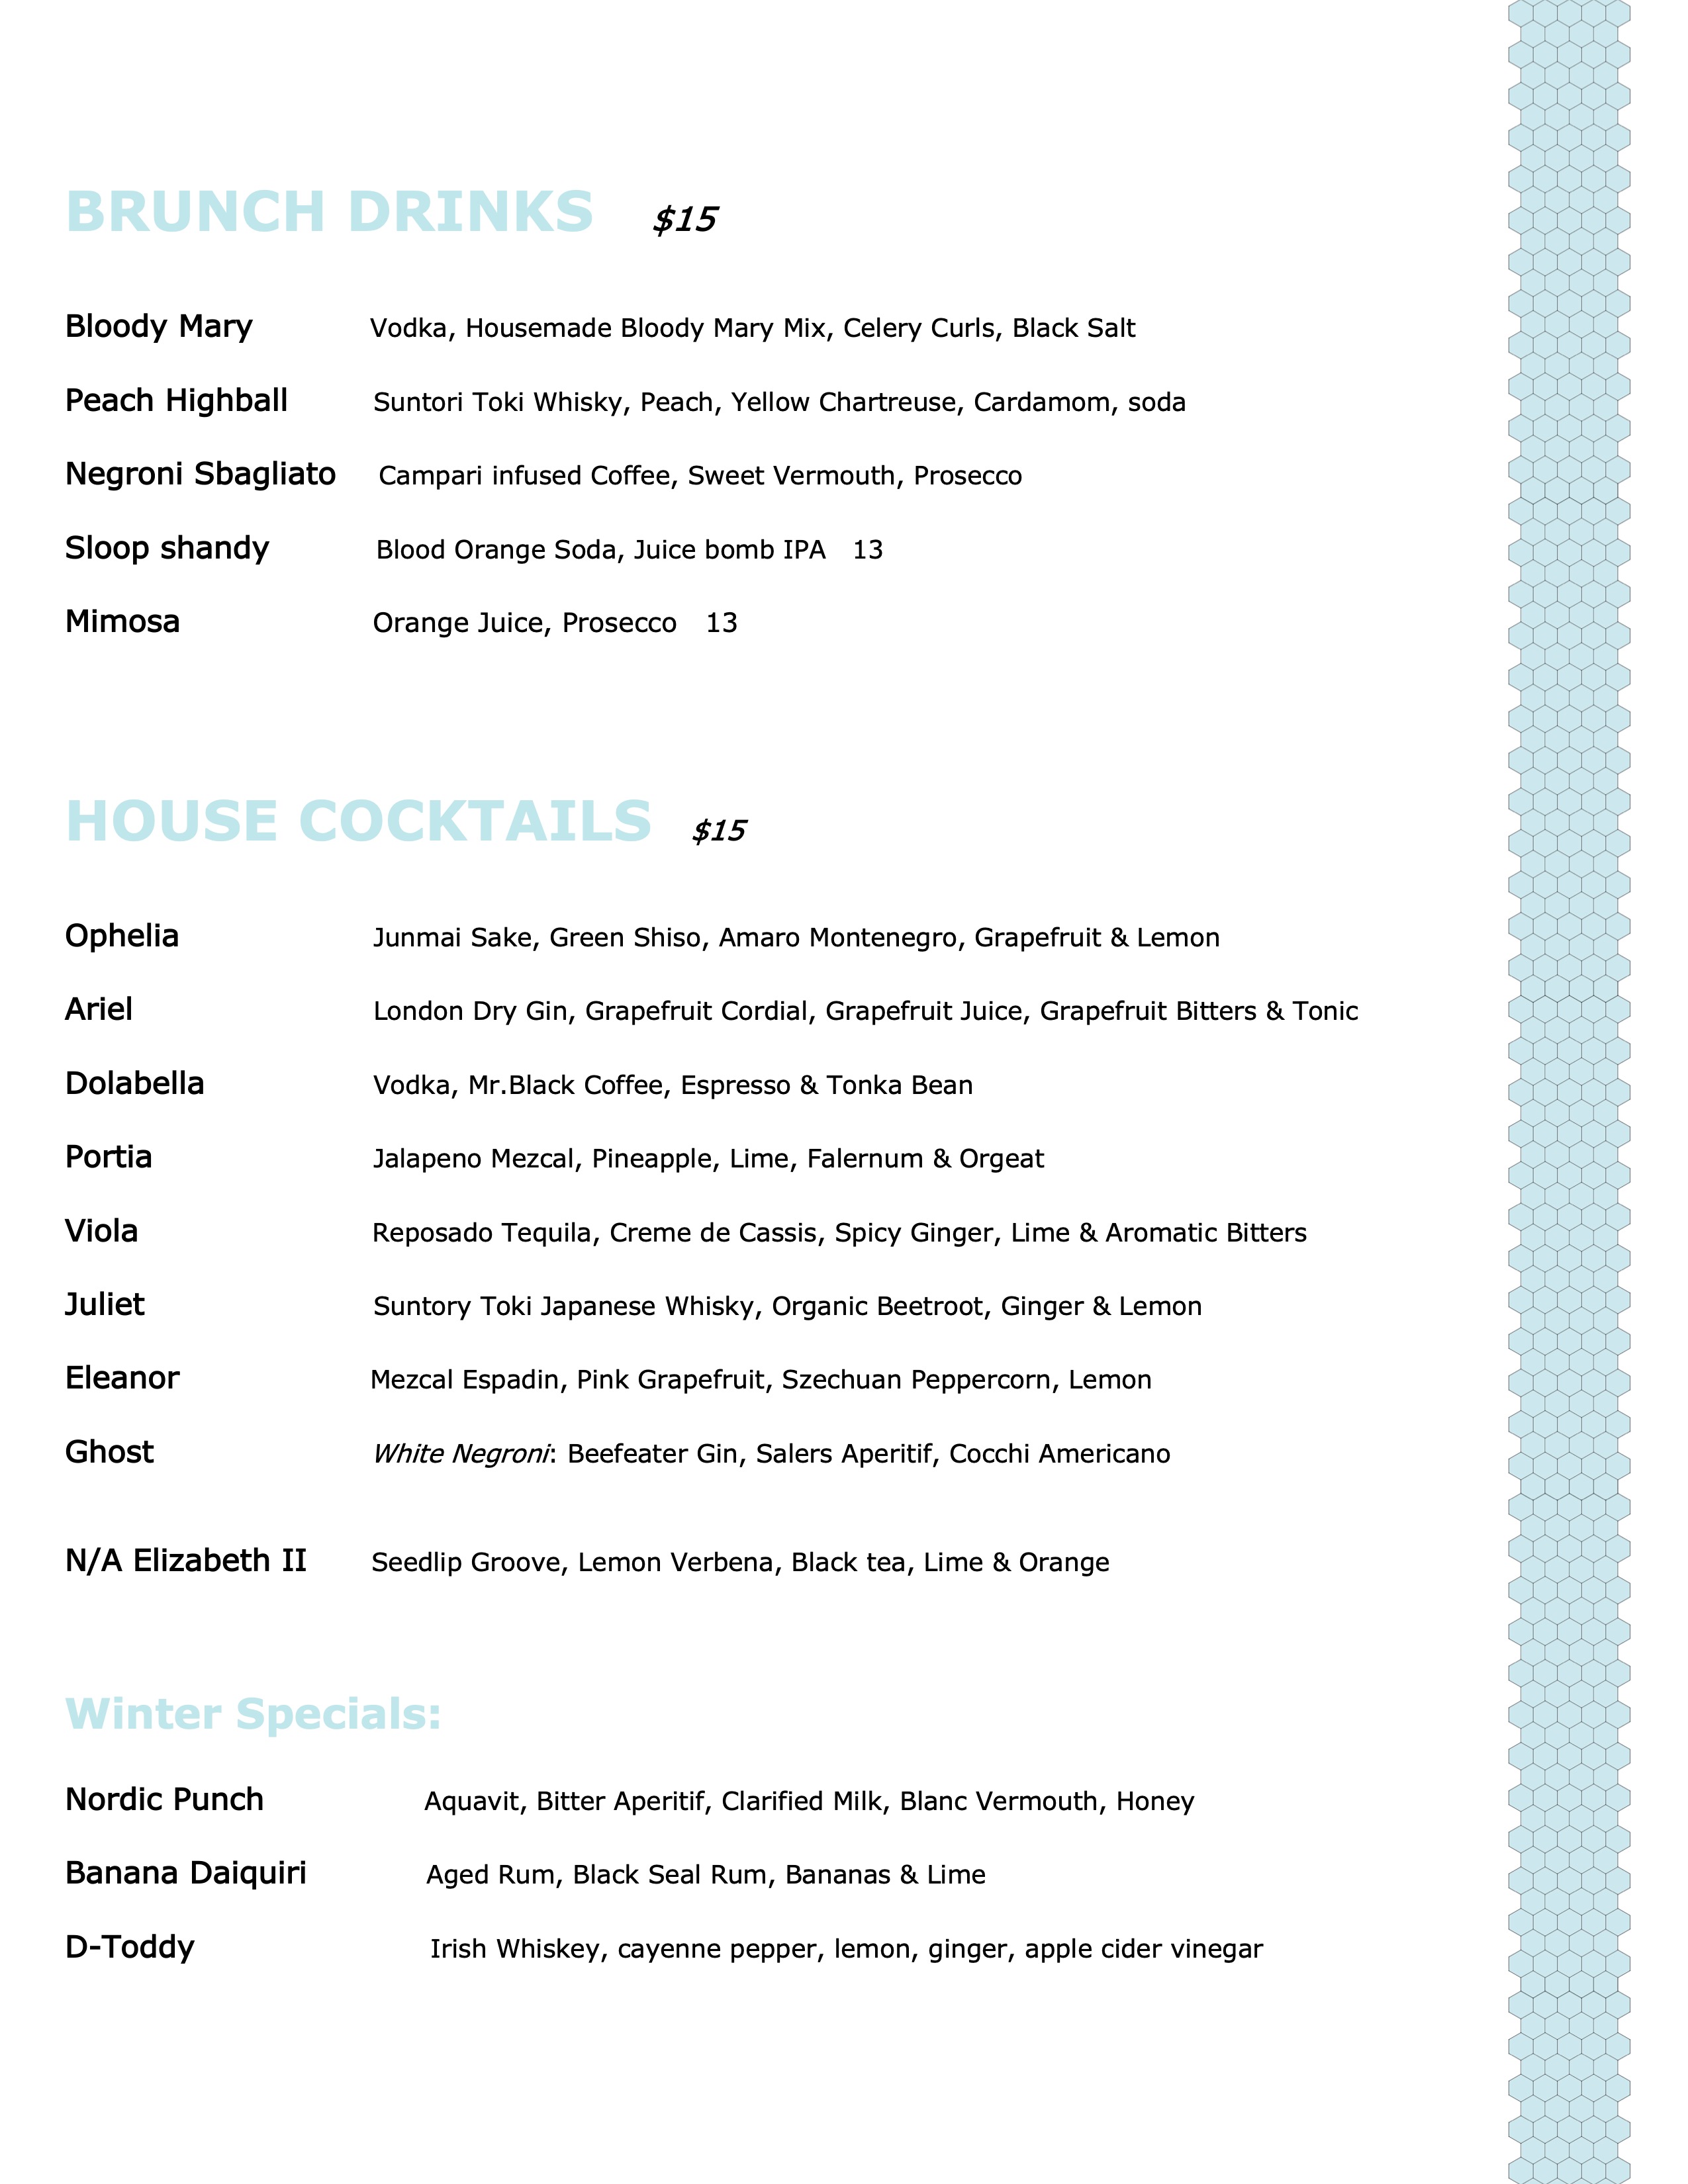 BRUNCH DRINKS $15
Bloody Mary Vodka, Housemade Bloody Mary Mix, Celery Curls, Black Salt
Peach Highball Suntori Toki Whisky, Peach, Yellow Chartreuse, Cardamom, soda
Negroni Sbagliato Campari infused Coffee, Sweet Vermouth, Prosecco
Sloop shandy Blood Orange Soda, Juice bomb IPA 13
Mimosa Orange Juice, Prosecco 13
HOUSE COCKTAILS $15
Ophelia Junmai Sake, Green Shiso, Amaro Montenegro, Grapefruit & Lemon
Ariel London Dry Gin, Grapefruit Cordial, Grapefruit Juice, Grapefruit Bitters & Tonic
Dolabella Vodka, Mr.Black Coffee, Espresso & Tonka Bean
Portia Jalapeno Mezcal, Pineapple, Lime, Falernum & Orgeat
Viola Reposado Tequila, Creme de Cassis, Spicy Ginger, Lime & Aromatic Bitters
Juliet Suntory Toki Japanese Whisky, Organic Beetroot, Ginger & Lemon
Eleanor Mezcal Espadin, Pink Grapefruit, Szechuan Peppercorn, Lemon
Ghost White Negroni: Beefeater Gin, Salers Aperitif, Cocchi Americano
N/A Elizabeth II Seedlip Groove, Lemon Verbena, Black tea, Lime & Orange
Winter Specials:
Nordic Punch Aquavit, Bitter Aperitif, Clarified Milk, Blanc Vermouth, Honey
Banana Daiquiri Aged Rum, Black Seal Rum, Bananas & Lime
D-Toddy Irish Whiskey, cayenne pepper, lemon, ginger, apple cider vinegar